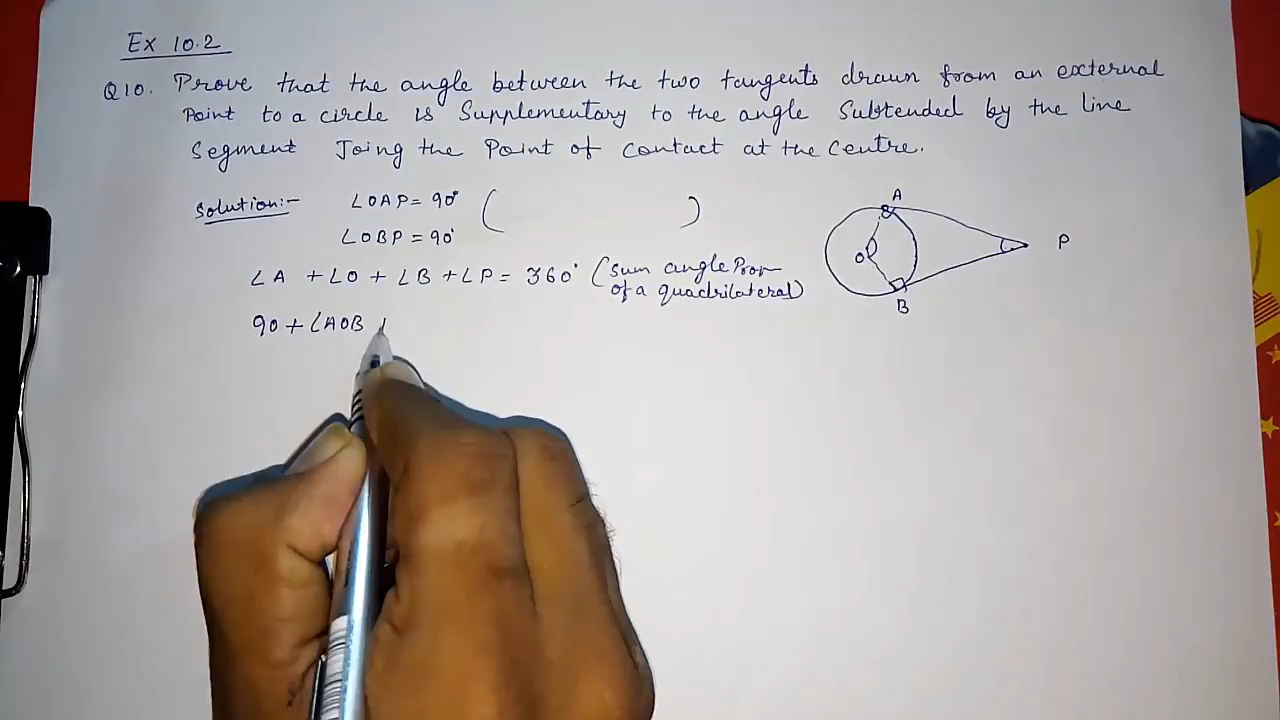 Ex 10.2
Q10. Prove that the angle between the two tangents drawn from an external
Point to a circle is Supplementary to the angle Subtended by the line
Segment Joing the Point of contact at the centre.
Solution:- ∠OAP = 90° ( )
∠OBP = 90°
∠A + ∠O + ∠B + ∠P = 360° (Sum angle Prop
of a quadrilateral)
90 + ∠AOB
A
O
B
P